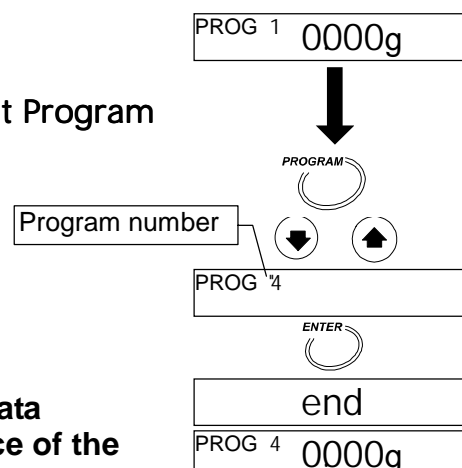 PROG 1 0000g
t Program
PROGRAM
Program number
PROG "4
ENTER
end
ata
ce of the
PROG 4 0000g